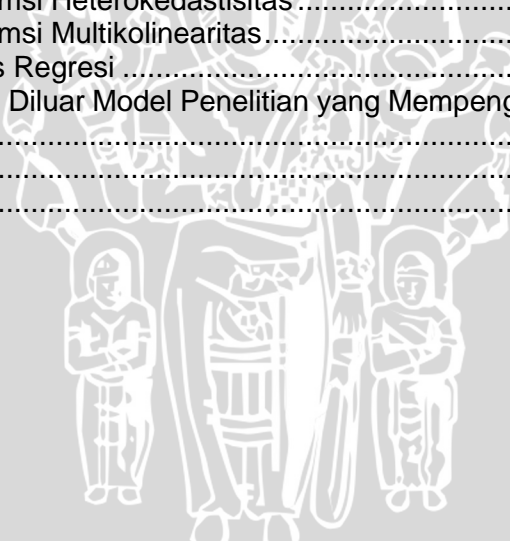 msi Heterokedastisitas........................
msi Multikolinearitas............................
s Regresi ...............................................
Diluar Model Penelitian yang Mempeng
................................................................
................................................................
................................................................